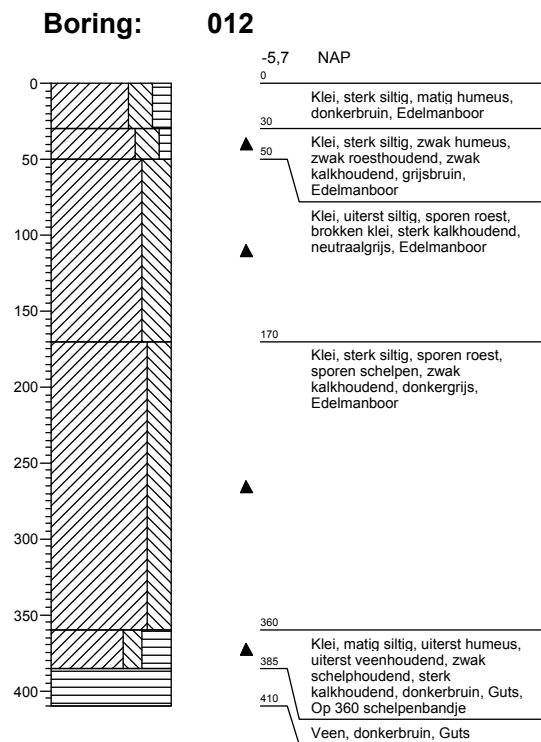 Boring: 012
-5,7 NAP
0
Klei, sterk siltig, matig humeus,
donkerbruin, Edelmanboor
30
Klei, sterk siltig, zwak humeus,
zwak roesthoudend, zwak
kalkhoudend, grijsbruin,
Edelmanboor
50
Klei, uiterst siltig, sporen roest,
brokken klei, sterk kalkhoudend,
neutraalgrijs, Edelmanboor
170
Klei, sterk siltig, sporen roest,
sporen schelpen, zwak
kalkhoudend, donkergrijs,
Edelmanboor
360
Klei, matig siltig, uiterst humeus,
uiterst veenhoudend, zwak
schelphoudend, sterk
kalkhoudend, donkerbruin, Guts,
Op 360 schelpenbandje
385
Veen, donkerbruin, Guts
410
0
50
100
150
200
250
300
350
400